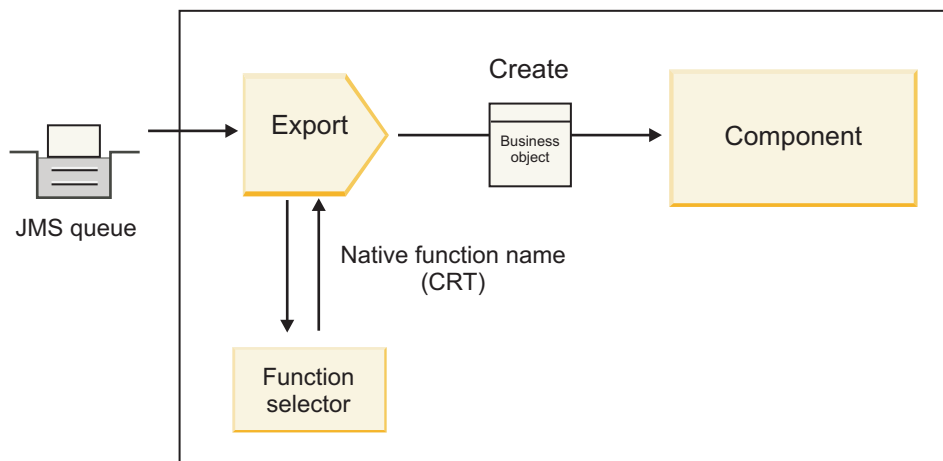 Create
Export
Business
object
Component
JMS queue
Native function name
(CRT)
Function
selector